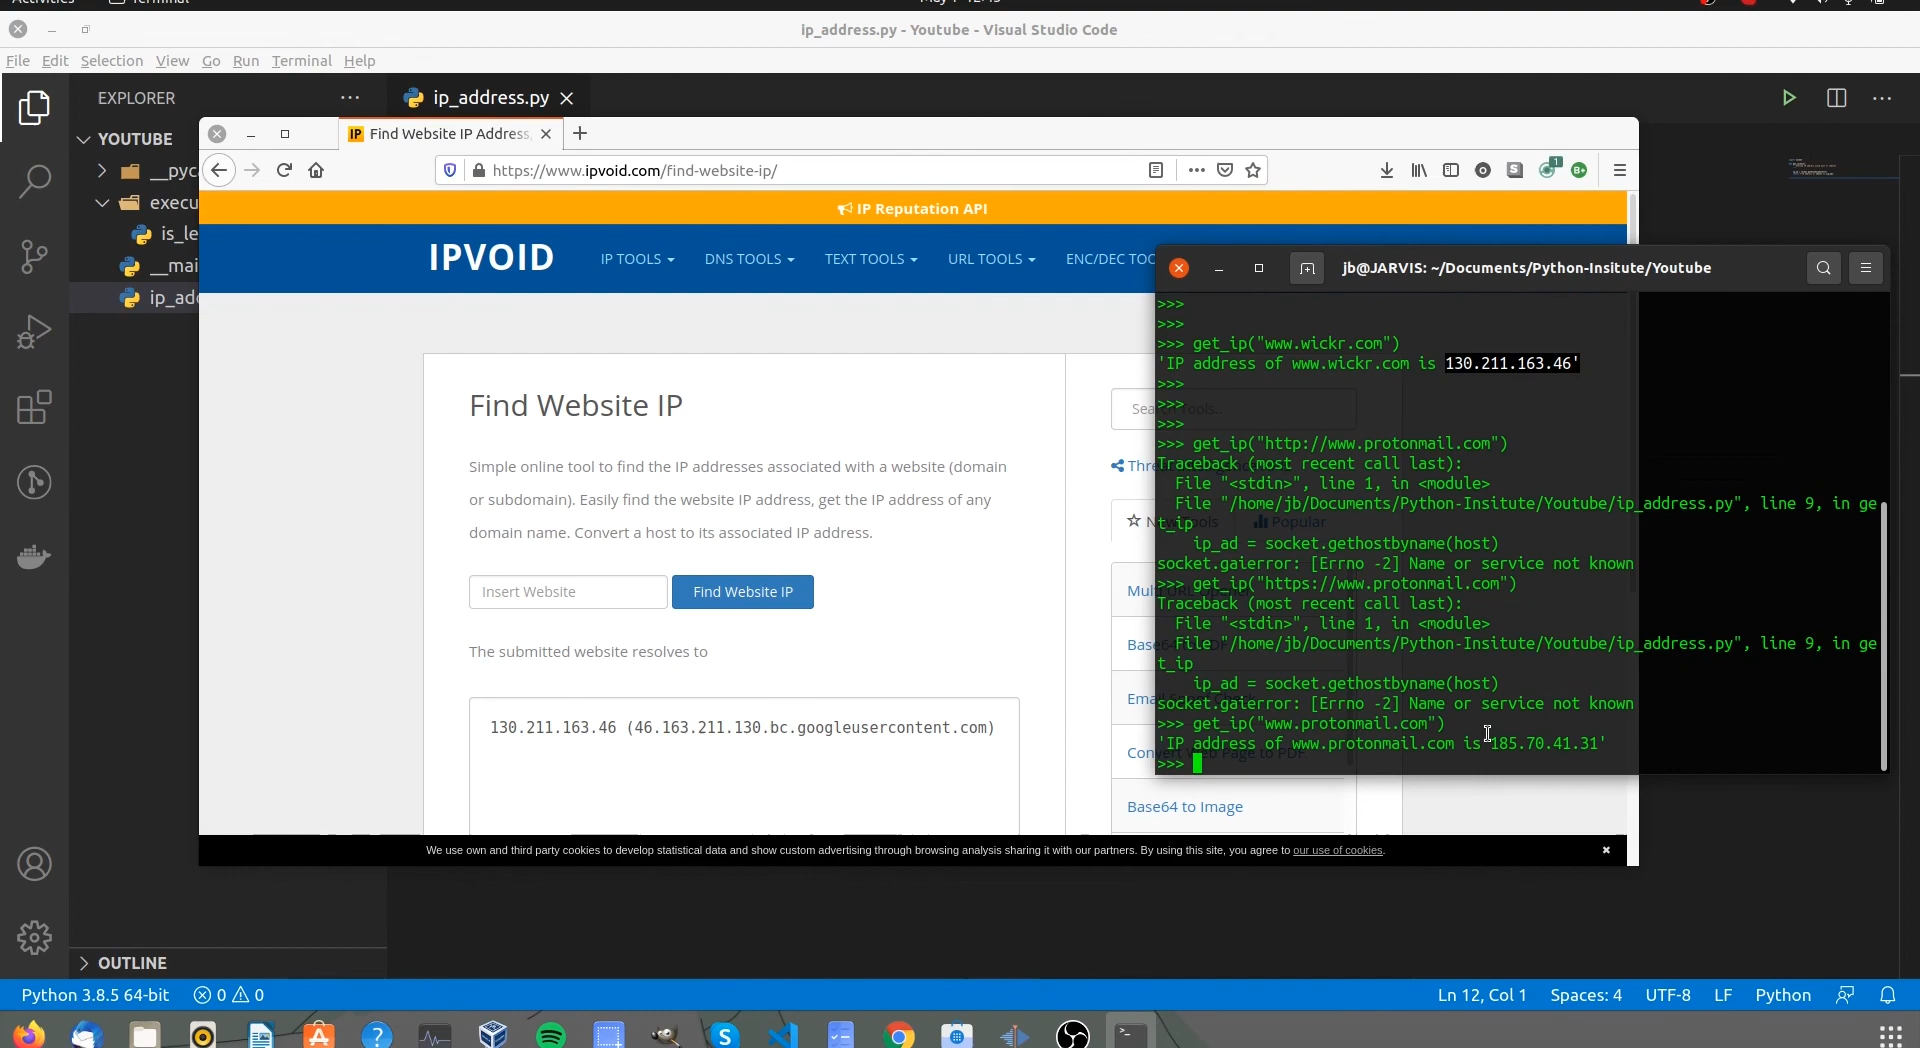 ip_address.py - Youtube - Visual Studio Code
File Edit Selection View Go Run Terminal Help
EXPLORER
ip_address.py
YOUTUBE
__pyc
execu
is_le
__mai
ip_ad
IP Find Website IP Address
https://www.ipvoid.com/find-website-ip/
1
B+
IP Reputation API
IPVOID
IP TOOLS
DNS TOOLS
TEXT TOOLS
URL TOOLS
ENC/DEC TOO
Find Website IP
Simple online tool to find the IP addresses associated with a website (domain
or subdomain). Easily find the website IP address, get the IP address of any
domain name. Convert a host to its associated IP address.
Insert Website
Find Website IP
The submitted website resolves to
130.211.163.46 (46.163.211.130.bc.googleusercontent.com)
Popular
Base64 to Image
We use own and third party cookies to develop statistical data and show custom advertising through browsing analysis sharing it with our partners. By using this site, you agree to our use of cookies.
jb@JARVIS: ~/Documents/Python-Insitute/Youtube
>>>
>>>
>>> get_ip("www.wickr.com")
'IP address of www.wickr.com is 130.211.163.46'
>>>
>>>
>>>
>>> get_ip("http://www.protonmail.com")
Traceback (most recent call last):
File "<stdin>", line 1, in <module>
File "/home/jb/Documents/Python-Insitute/Youtube/ip_address.py", line 9, in ge
t_ip
ip_ad = socket.gethostbyname(host)
socket.gaierror: [Errno -2] Name or service not known
>>> get_ip("https://www.protonmail.com")
Traceback (most recent call last):
File "<stdin>", line 1, in <module>
File "/home/jb/Documents/Python-Insitute/Youtube/ip_address.py", line 9, in ge
t_ip
ip_ad = socket.gethostbyname(host)
socket.gaierror: [Errno -2] Name or service not known
>>> get_ip("www.protonmail.com")
'IP address of www.protonmail.com is 185.70.41.31'
>>>
OUTLINE
Python 3.8.5 64-bit
0
0
Ln 12, Col 1
Spaces: 4
UTF-8
LF
Python